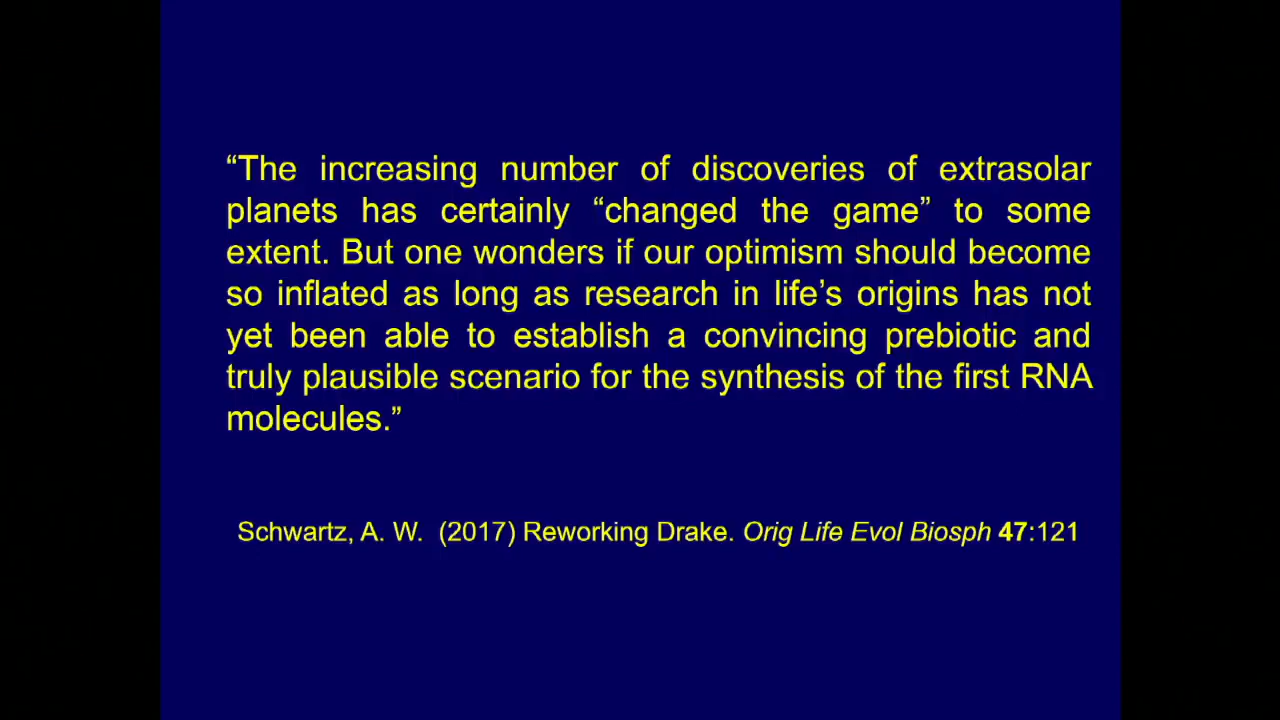 “The increasing number of discoveries of extrasolar
planets has certainly “changed the game” to some
extent. But one wonders if our optimism should become
so inflated as long as research in life’s origins has not
yet been able to establish a convincing prebiotic and
truly plausible scenario for the synthesis of the first RNA
molecules.”
Schwartz, A. W. (2017) Reworking Drake. Orig Life Evol Biosph 47:121